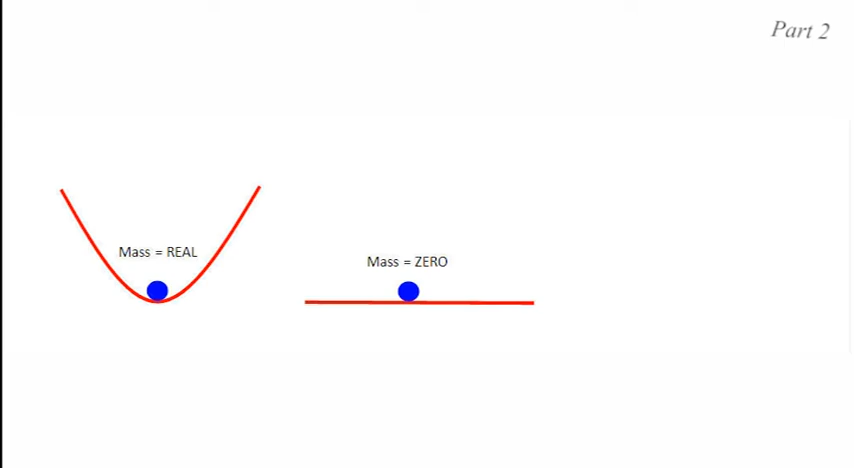 Part 2
Mass = REAL
Mass = ZERO